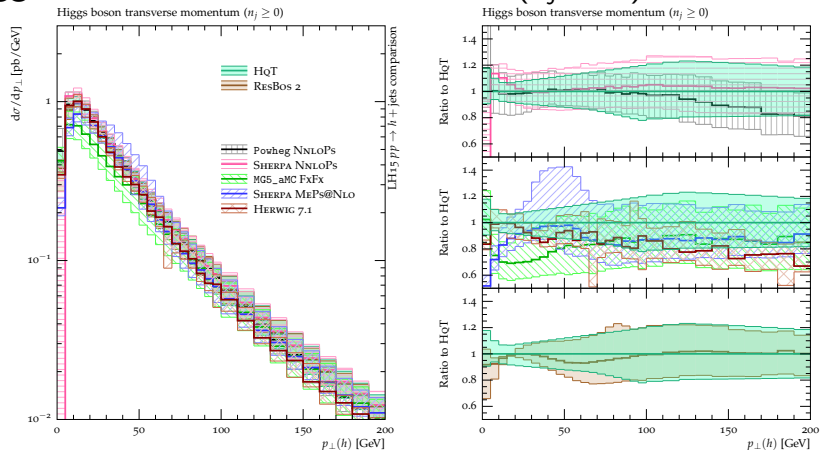 Higgs boson transverse momentum (nj ≥ 0)
dσ/dp⊥ [pb/GeV]
HqT
ResBos 2
Powheg NNLOPS
Sherpa NNLOPS
MG5_aMC FxFx
Sherpa MEPS@NLO
Herwig 7.1
LH15 pp → h + jets comparison
1
10⁻¹
10⁻²
0 50 100 150 200
p⊥(h) [GeV]
Higgs boson transverse momentum (nj ≥ 0)
Ratio to HqT
1.4
1.2
1
0.8
0.6
Ratio to HqT
1.4
1.2
1
0.8
0.6
Ratio to HqT
1.4
1.2
1
0.8
0.6
0 50 100 150 200
p⊥(h) [GeV]